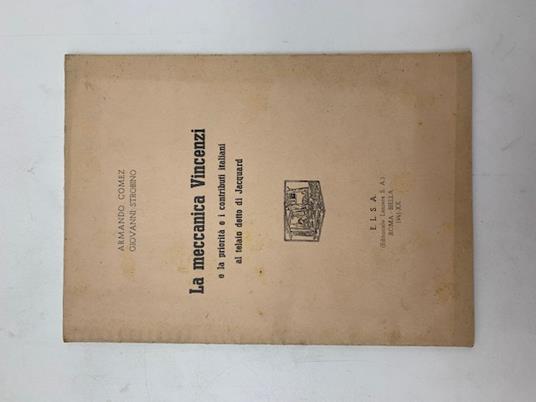 ARMANDO COMEZ
GIOVANNI STROBINO
La meccanica Vincenzi
e la priorità e i contributi italiani
al telaio detto di Jacquard
E. L. S. A.
(Editoriale Laniera S. A.)
ROMA - BIELLA
1942-XX